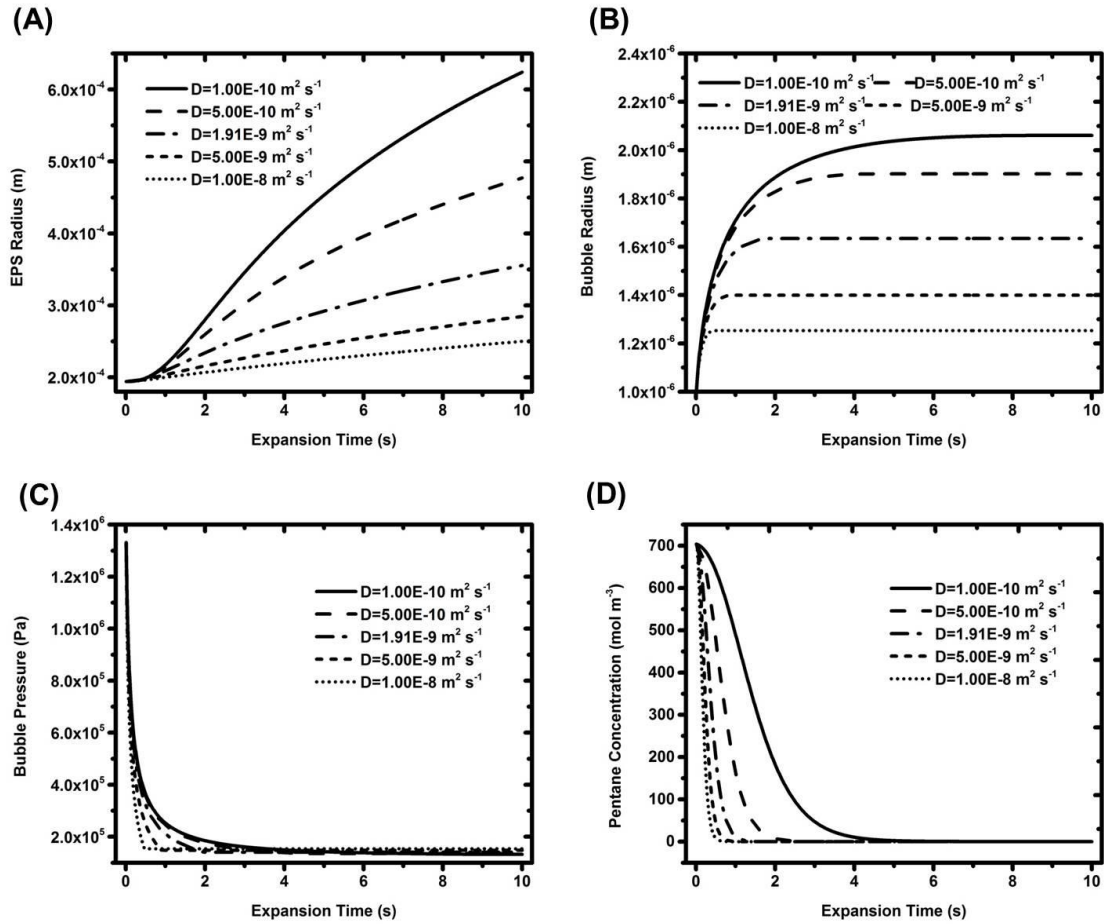 (A)
EPS Radius (m)
6.0x10⁻⁴
5.0x10⁻⁴
4.0x10⁻⁴
3.0x10⁻⁴
2.0x10⁻⁴
D=1.00E-10 m² s⁻¹
D=5.00E-10 m² s⁻¹
D=1.91E-9 m² s⁻¹
D=5.00E-9 m² s⁻¹
D=1.00E-8 m² s⁻¹
0 2 4 6 8 10
Expansion Time (s)
(B)
Bubble Radius (m)
2.4x10⁻⁶
2.2x10⁻⁶
2.0x10⁻⁶
1.8x10⁻⁶
1.6x10⁻⁶
1.4x10⁻⁶
1.2x10⁻⁶
1.0x10⁻⁶
D=1.00E-10 m² s⁻¹ D=5.00E-10 m² s⁻¹
D=1.91E-9 m² s⁻¹ D=5.00E-9 m² s⁻¹
D=1.00E-8 m² s⁻¹
0 2 4 6 8 10
Expansion Time (s)
(C)
Bubble Pressure (Pa)
1.4x10⁶
1.2x10⁶
1.0x10⁶
8.0x10⁵
6.0x10⁵
4.0x10⁵
2.0x10⁵
D=1.00E-10 m² s⁻¹
D=5.00E-10 m² s⁻¹
D=1.91E-9 m² s⁻¹
D=5.00E-9 m² s⁻¹
D=1.00E-8 m² s⁻¹
0 2 4 6 8 10
Expansion Time (s)
(D)
Pentane Concentration (mol m⁻³)
700
600
500
400
300
200
100
0
D=1.00E-10 m² s⁻¹
D=5.00E-10 m² s⁻¹
D=1.91E-9 m² s⁻¹
D=5.00E-9 m² s⁻¹
D=1.00E-8 m² s⁻¹
0 2 4 6 8 10
Expansion Time (s)